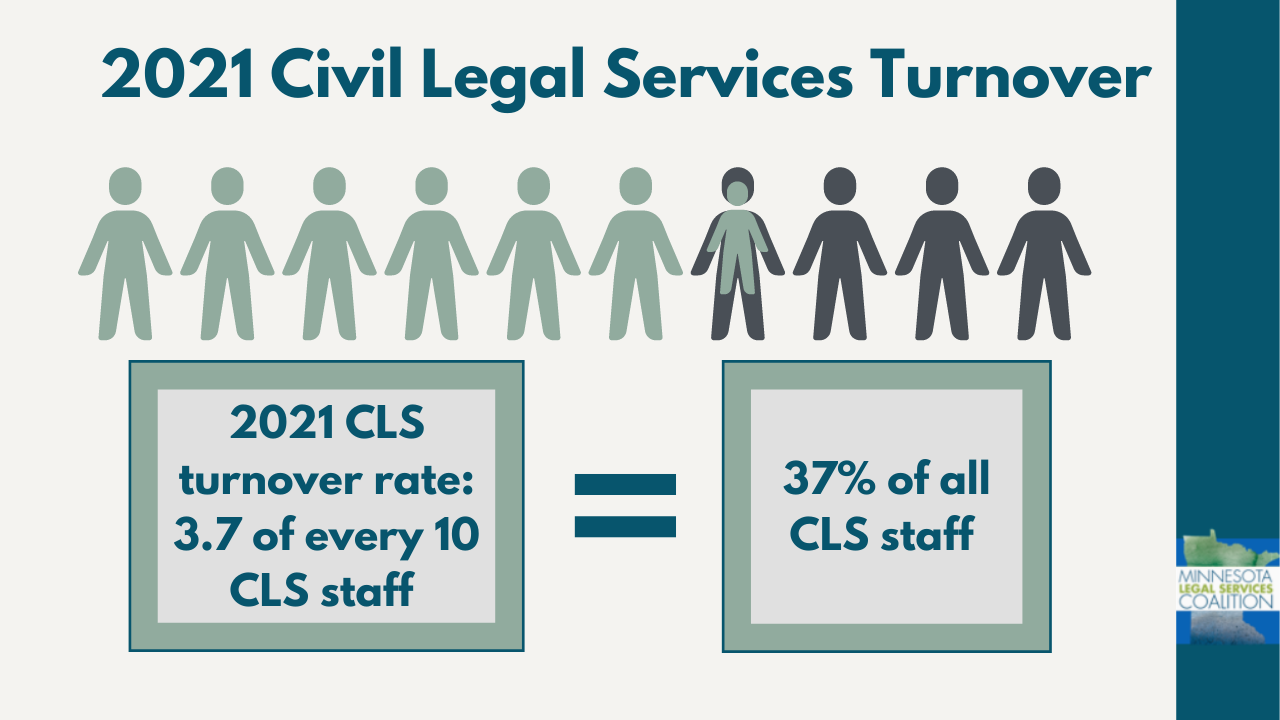 2021 Civil Legal Services Turnover
2021 CLS
turnover rate:
3.7 of every 10
CLS staff
37% of all
CLS staff
MINNESOTA
LEGAL SERVICES
COALITION